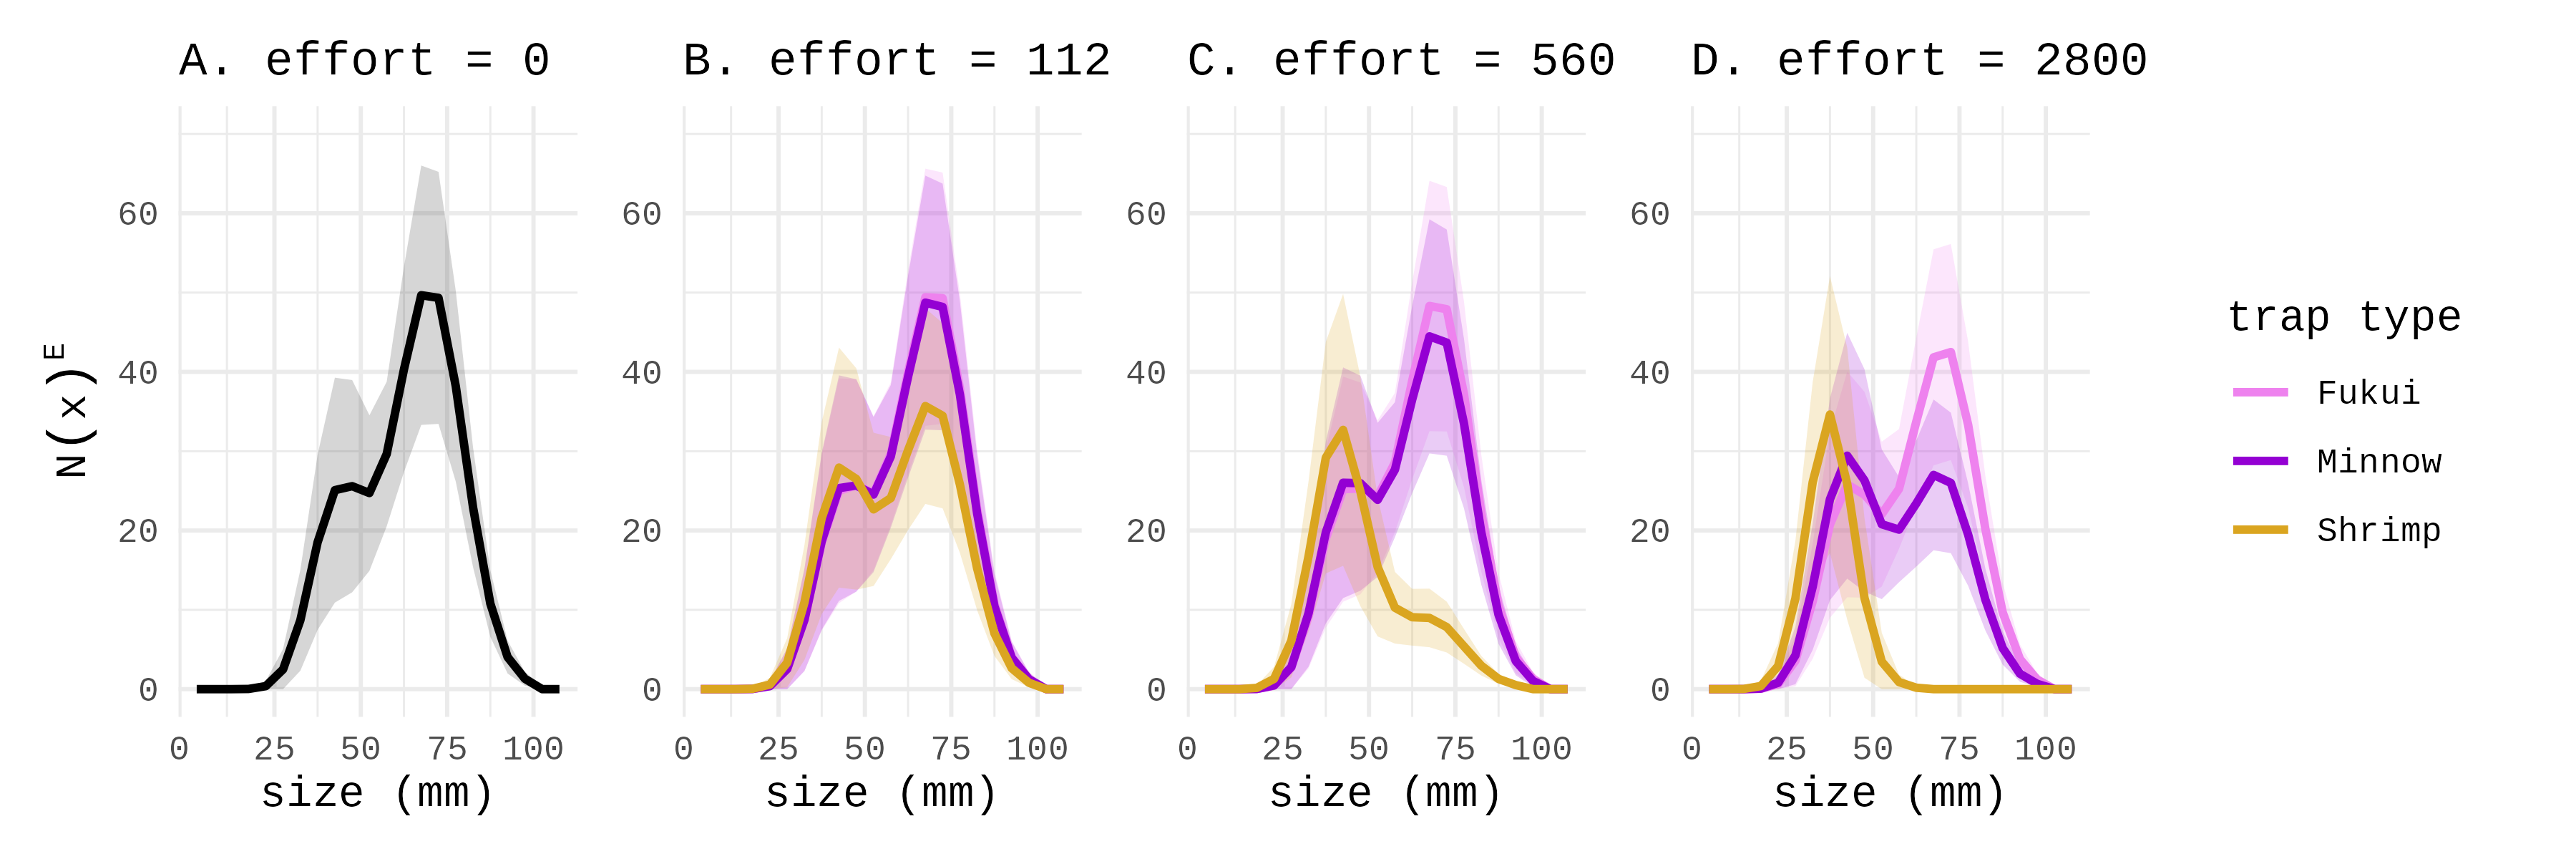 A. effort = 0
B. effort = 112
C. effort = 560
D. effort = 2800
N(x)^E
60
40
20
0
0 25 50 75 100
size (mm)
60
40
20
0
0 25 50 75 100
size (mm)
60
40
20
0
0 25 50 75 100
size (mm)
60
40
20
0
0 25 50 75 100
size (mm)
trap type
Fukui
Minnow
Shrimp